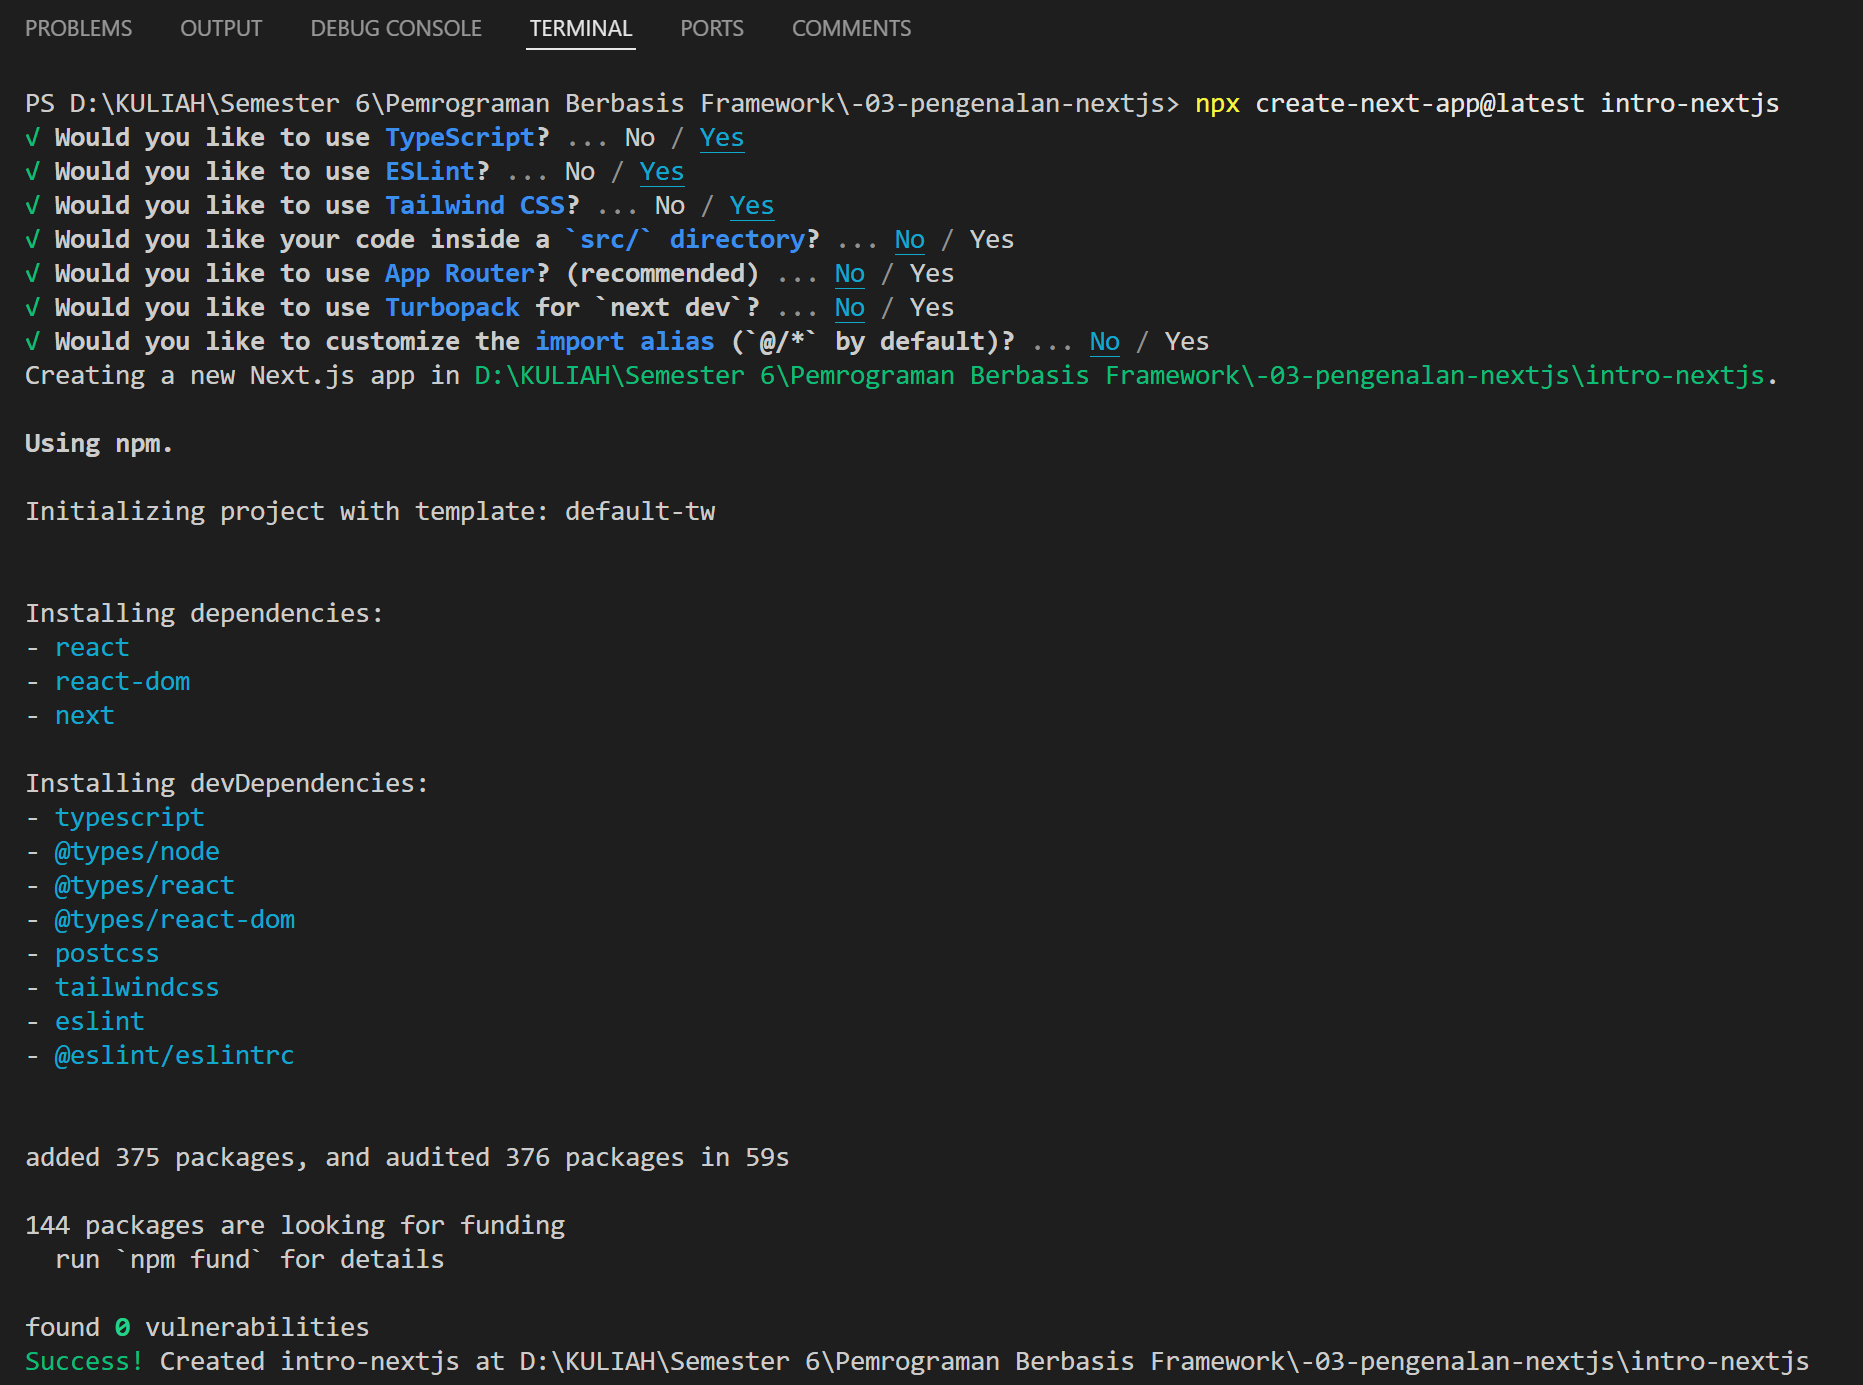 PROBLEMS OUTPUT DEBUG CONSOLE TERMINAL PORTS COMMENTS
PS D:\KULIAH\Semester 6\Pemrograman Berbasis Framework\-03-pengenalan-nextjs> npx create-next-app@latest intro-nextjs
√ Would you like to use TypeScript? ... No / Yes
√ Would you like to use ESLint? ... No / Yes
√ Would you like to use Tailwind CSS? ... No / Yes
√ Would you like your code inside a `src/` directory? ... No / Yes
√ Would you like to use App Router? (recommended) ... No / Yes
√ Would you like to use Turbopack for `next dev`? ... No / Yes
√ Would you like to customize the import alias (`@/*` by default)? ... No / Yes
Creating a new Next.js app in D:\KULIAH\Semester 6\Pemrograman Berbasis Framework\-03-pengenalan-nextjs\intro-nextjs.
Using npm.
Initializing project with template: default-tw
Installing dependencies:
- react
- react-dom
- next
Installing devDependencies:
- typescript
- @types/node
- @types/react
- @types/react-dom
- postcss
- tailwindcss
- eslint
- @eslint/eslintrc
added 375 packages, and audited 376 packages in 59s
144 packages are looking for funding
  run `npm fund` for details
found 0 vulnerabilities
Success! Created intro-nextjs at D:\KULIAH\Semester 6\Pemrograman Berbasis Framework\-03-pengenalan-nextjs\intro-nextjs